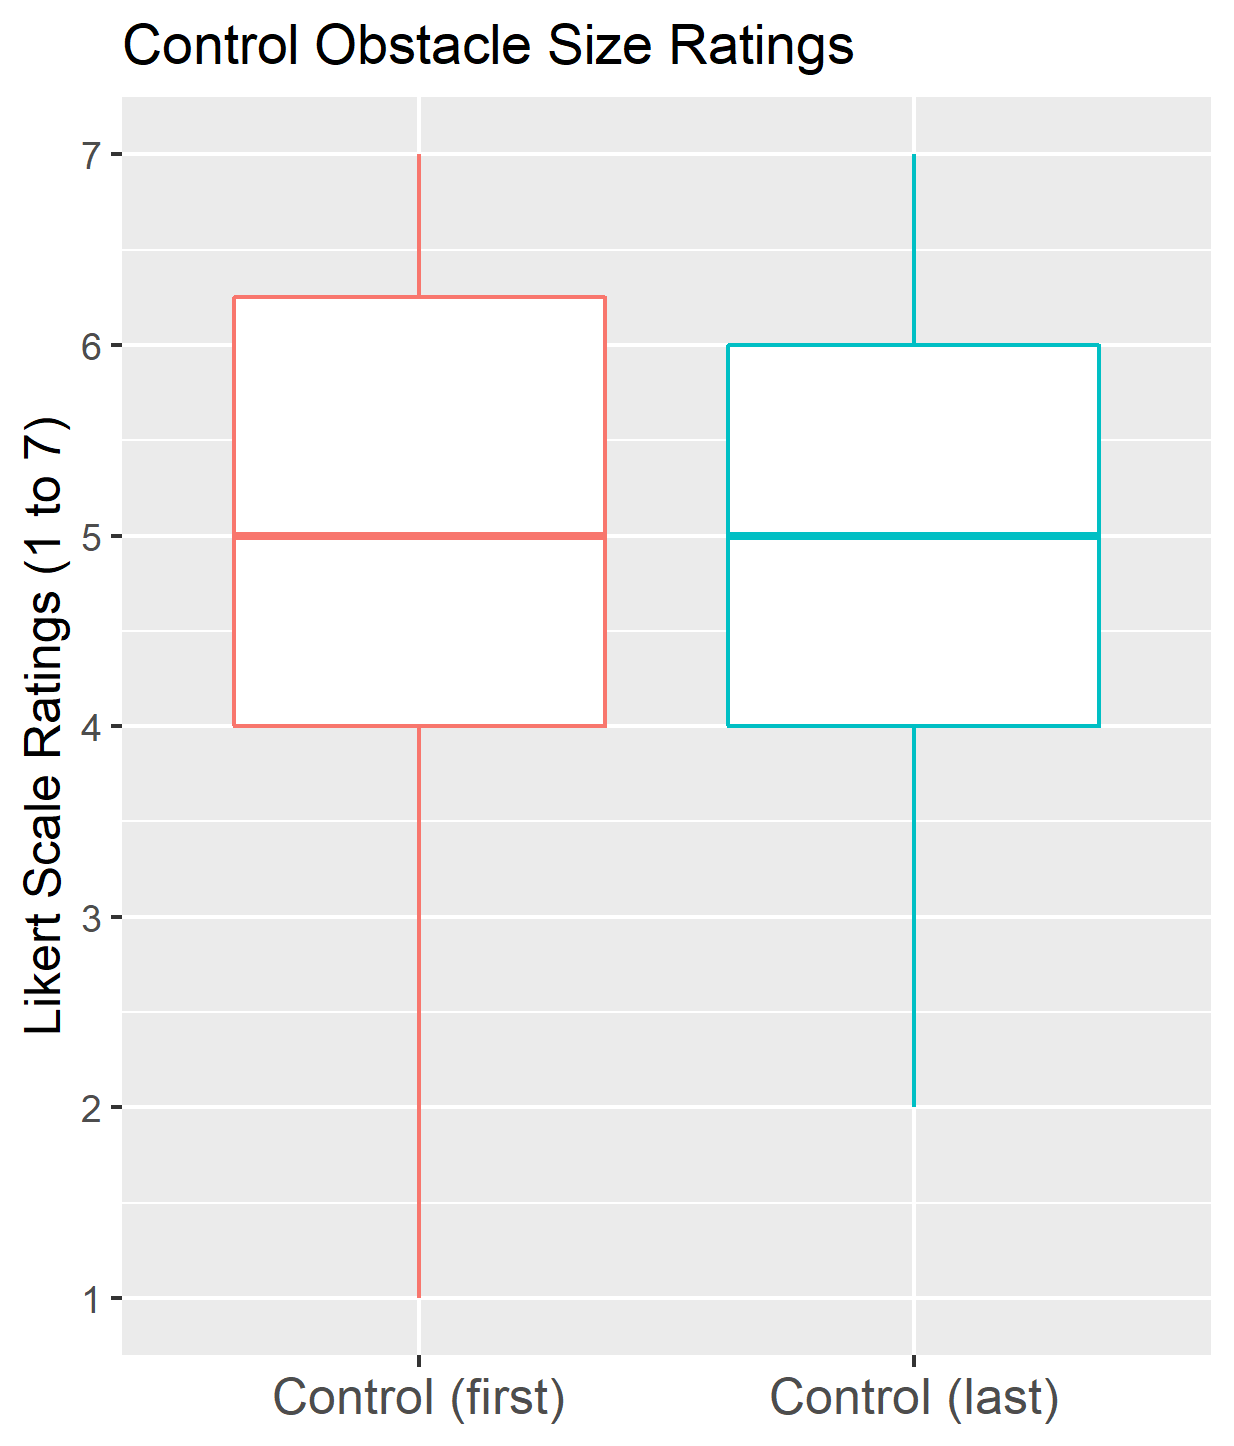 Control Obstacle Size Ratings
Likert Scale Ratings (1 to 7)
7
6
5
4
3
2
1
Control (first)
Control (last)